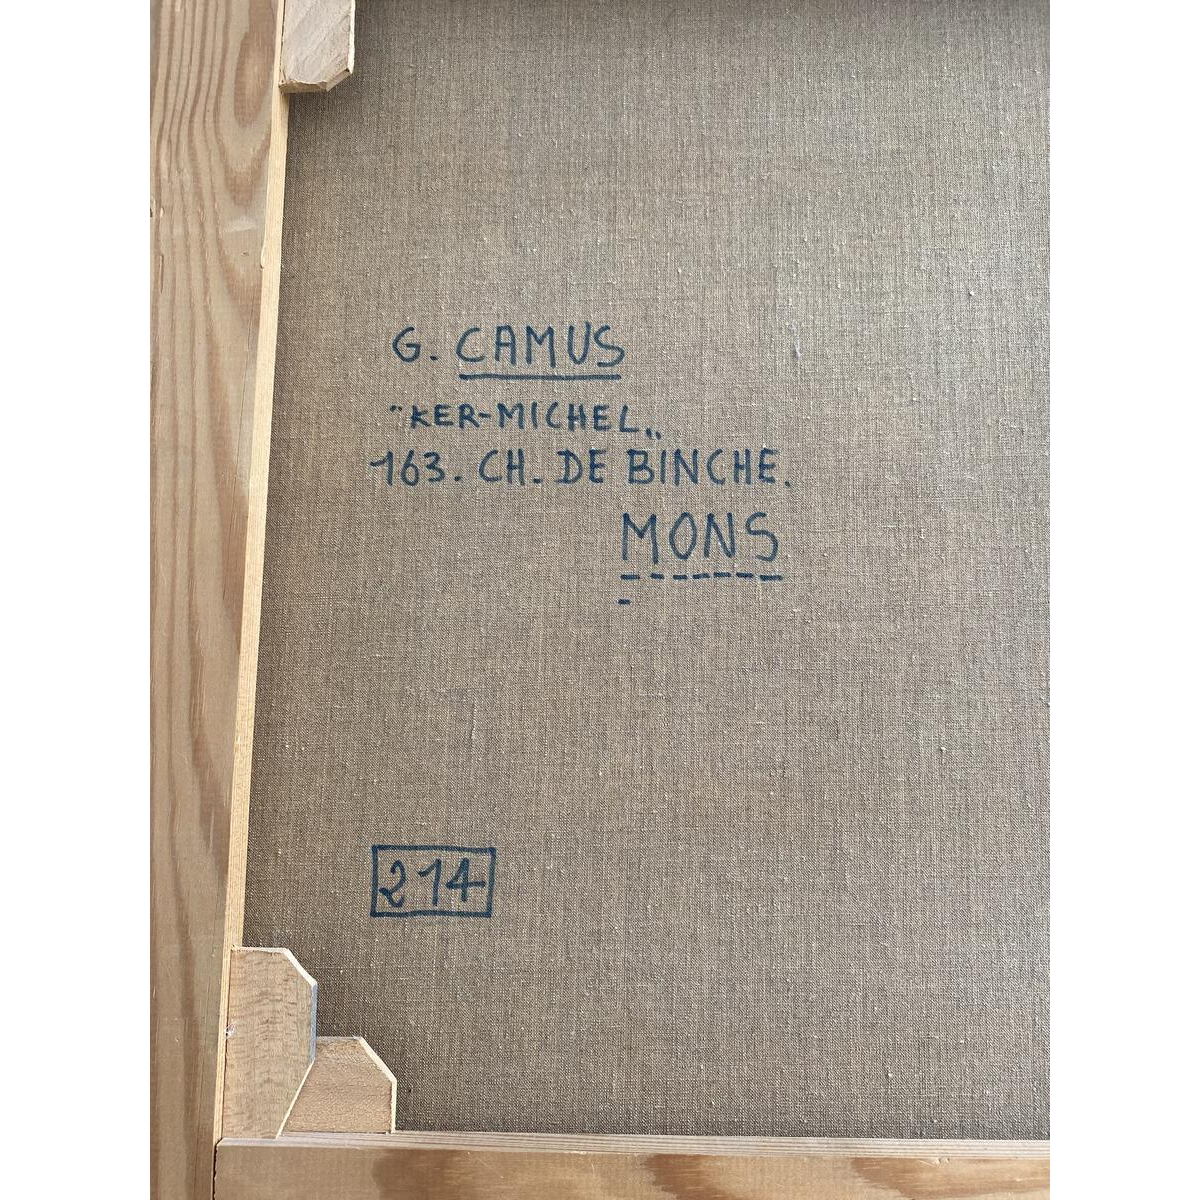 G. CAMUS
"KER-MICHEL„
163. CH. DE BINCHE.
MONS
214